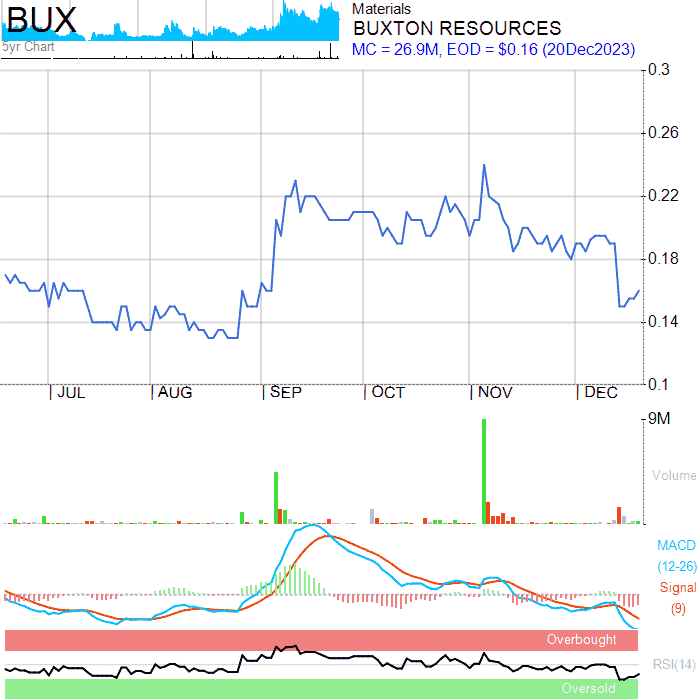 BUX
5yr Chart
Materials
BUXTON RESOURCES
MC = 26.9M, EOD = $0.16 (20Dec2023)
0.3
0.26
0.22
0.18
0.14
0.1
JUL AUG SEP OCT NOV DEC
9M
Volume
MACD
(12-26)
Signal
(9)
Overbought
RSI(14)
Oversold